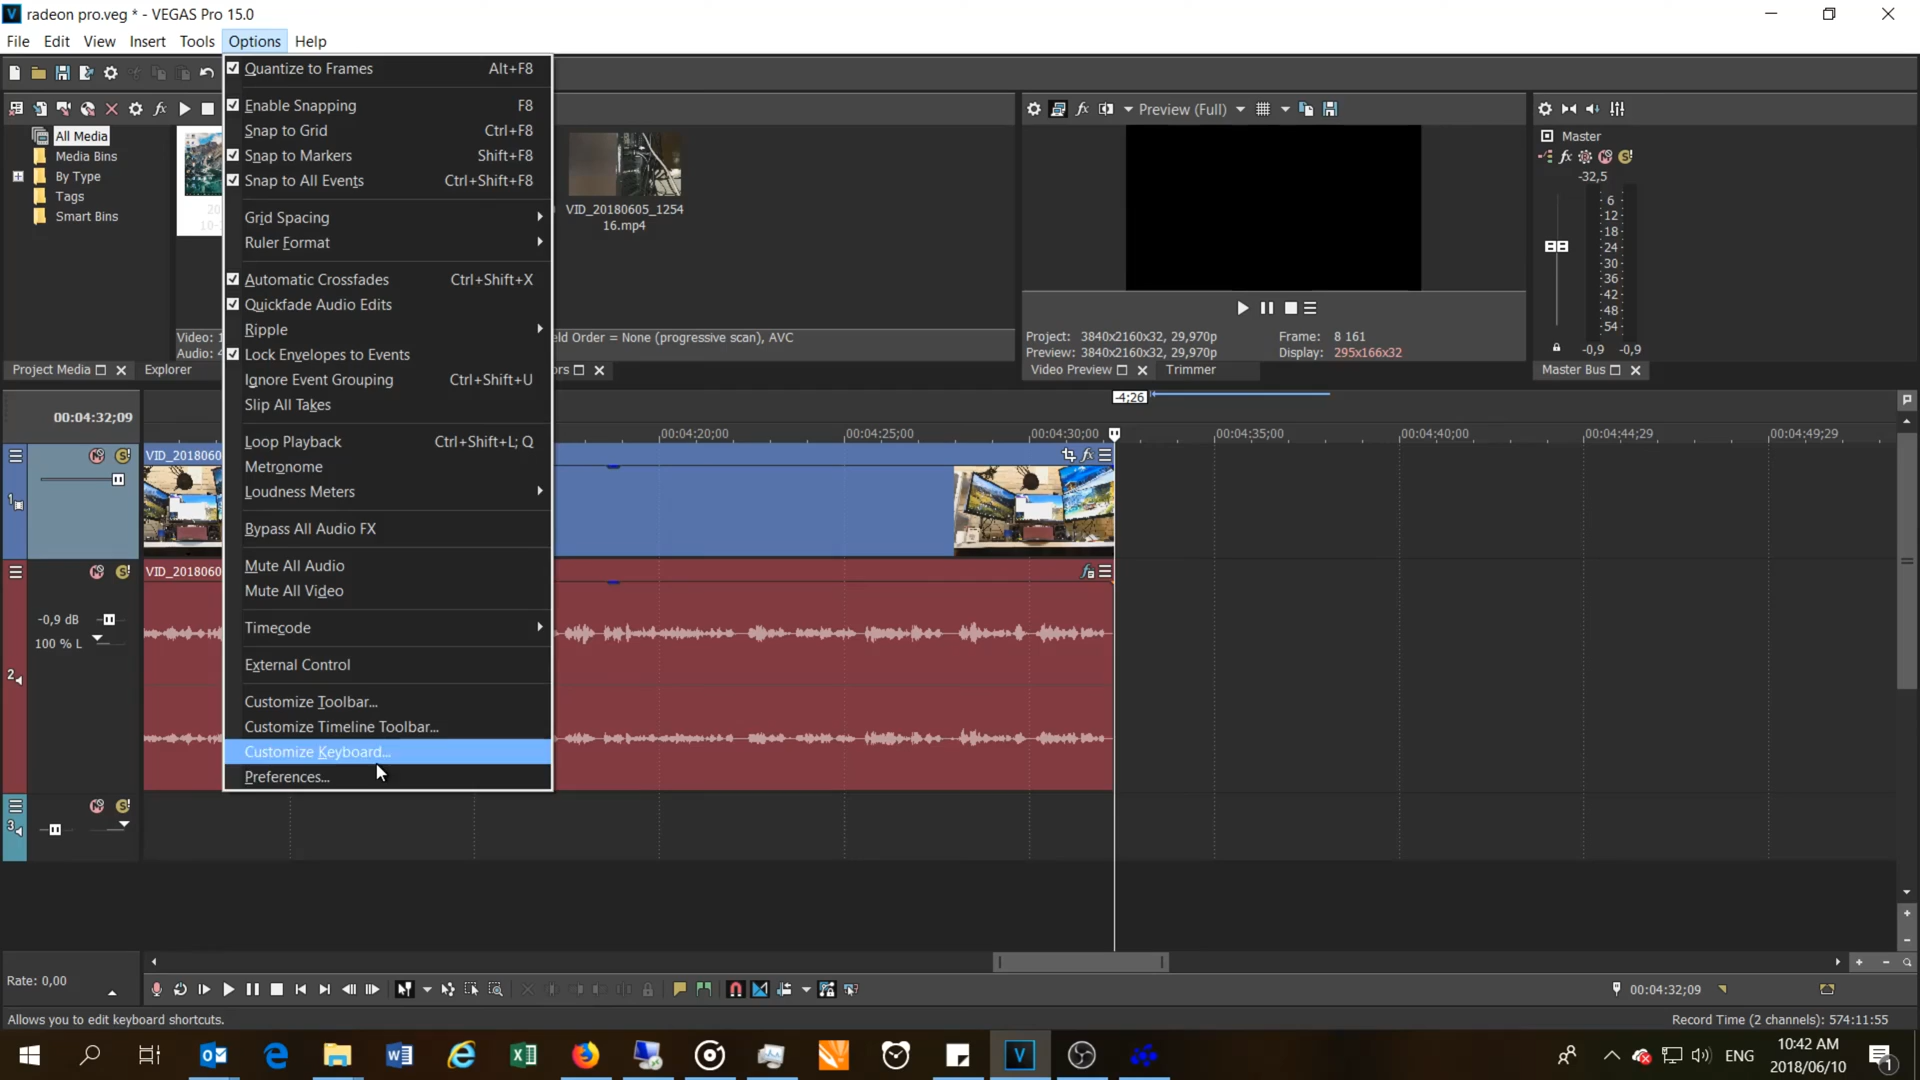 radeon pro.veg * - VEGAS Pro 15.0
File Edit View Insert Tools Options Help
Quantize to Frames Alt+F8
Enable Snapping F8
Snap to Grid Ctrl+F8
Snap to Markers Shift+F8
Snap to All Events Ctrl+Shift+F8
Grid Spacing
Ruler Format
Automatic Crossfades Ctrl+Shift+X
Quickfade Audio Edits
Ripple
Lock Envelopes to Events
Ignore Event Grouping Ctrl+Shift+U
Slip All Takes
Loop Playback Ctrl+Shift+L; Q
Metronome
Loudness Meters
Bypass All Audio FX
Mute All Audio
Mute All Video
Timecode
External Control
Customize Toolbar...
Customize Timeline Toolbar...
Customize Keyboard...
Preferences...
All Media
Media Bins
By Type
Tags
Smart Bins
20
10-
VID_20180605_1254
16.mp4
Video: 1
eld Order = None (progressive scan), AVC
Audio: 4
Project Media
Explorer
ors
Preview (Full)
Project: 3840x2160x32, 29,970p
Frame: 8 161
Preview: 3840x2160x32, 29,970p
Display: 295x166x32
Video Preview
Trimmer
Master
-32,5
6
-12-
-18-
-24-
-30-
-36-
-42-
-48-
-54-
-0,9 -0,9
Master Bus
00:04:32;09
-4;26
00:04:20;00 00:04:25;00 00:04:30;00 00:04:35;00 00:04:40;00 00:04:44;29 00:04:49;29
1
VID_2018060
2
VID_2018060
-0,9 dB
100 % L
3
Rate: 0,00
00:04:32;09
Allows you to edit keyboard shortcuts.
Record Time (2 channels): 574:11:55
ENG
10:42 AM
2018/06/10
1